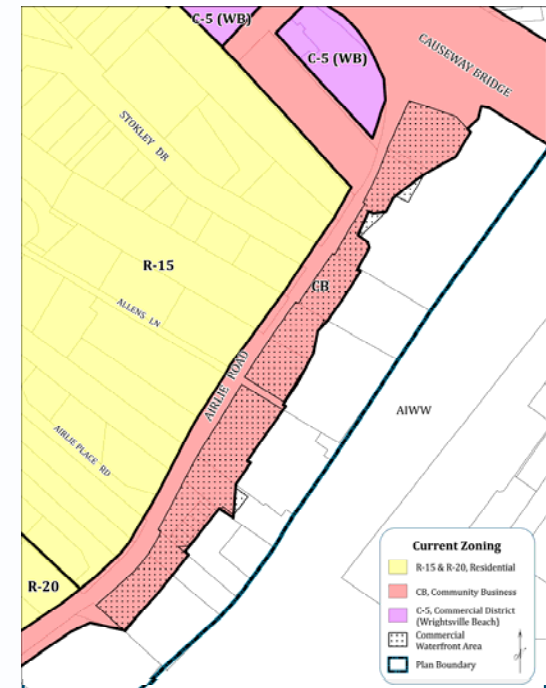 C-5 (WB)
C-5 (WB)
CAUSEWAY BRIDGE
STOKLEY DR
R-15
CB
ALLENS LN
AIRLIE ROAD
AIWW
AIRLIE PLACE RD
R-20
Current Zoning
R-15 & R-20, Residential
CB, Community Business
C-5, Commercial District
(Wrightsville Beach)
Commercial
Waterfront Area
Plan Boundary
N